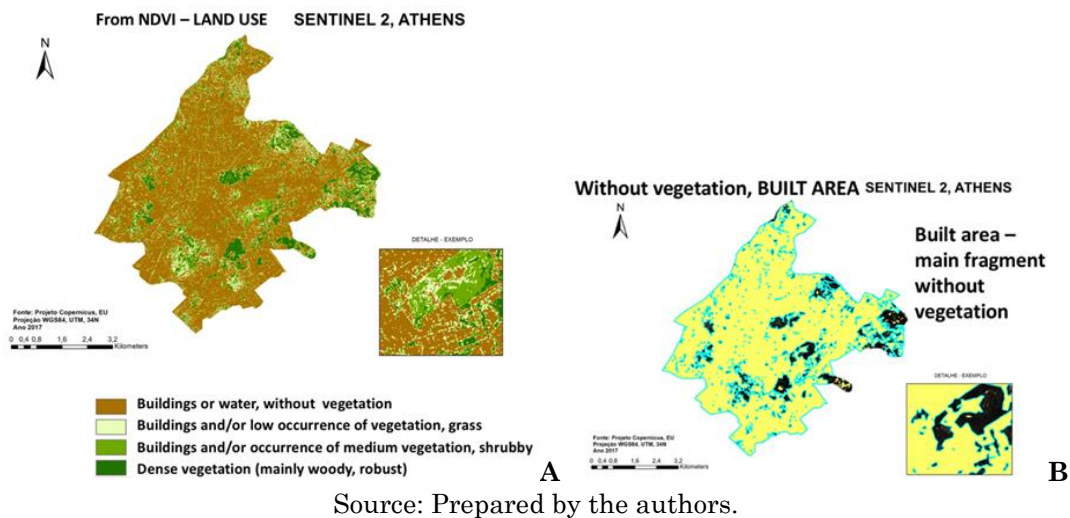 From NDVI – LAND USE SENTINEL 2, ATHENS
N
DETALHE - EXEMPLO
Fonte: Projeto Copernicus, EU
Projeção WGS84, UTM, 34N
Ano 2017
0 0,4 0,8 1,6 2,4 3,2
Kilometers
Buildings or water, without vegetation
Buildings and/or low occurrence of vegetation, grass
Buildings and/or occurrence of medium vegetation, shrubby
Dense vegetation (mainly woody, robust)
A
Without vegetation, BUILT AREA SENTINEL 2, ATHENS
N
Built area –
main fragment
without
vegetation
DETALHE - EXEMPLO
Fonte: Projeto Copernicus, EU
Projeção WGS84, UTM, 34N
Ano 2017
0 0,4 0,8 1,6 2,4 3,2
Kilometers
B
Source: Prepared by the authors.